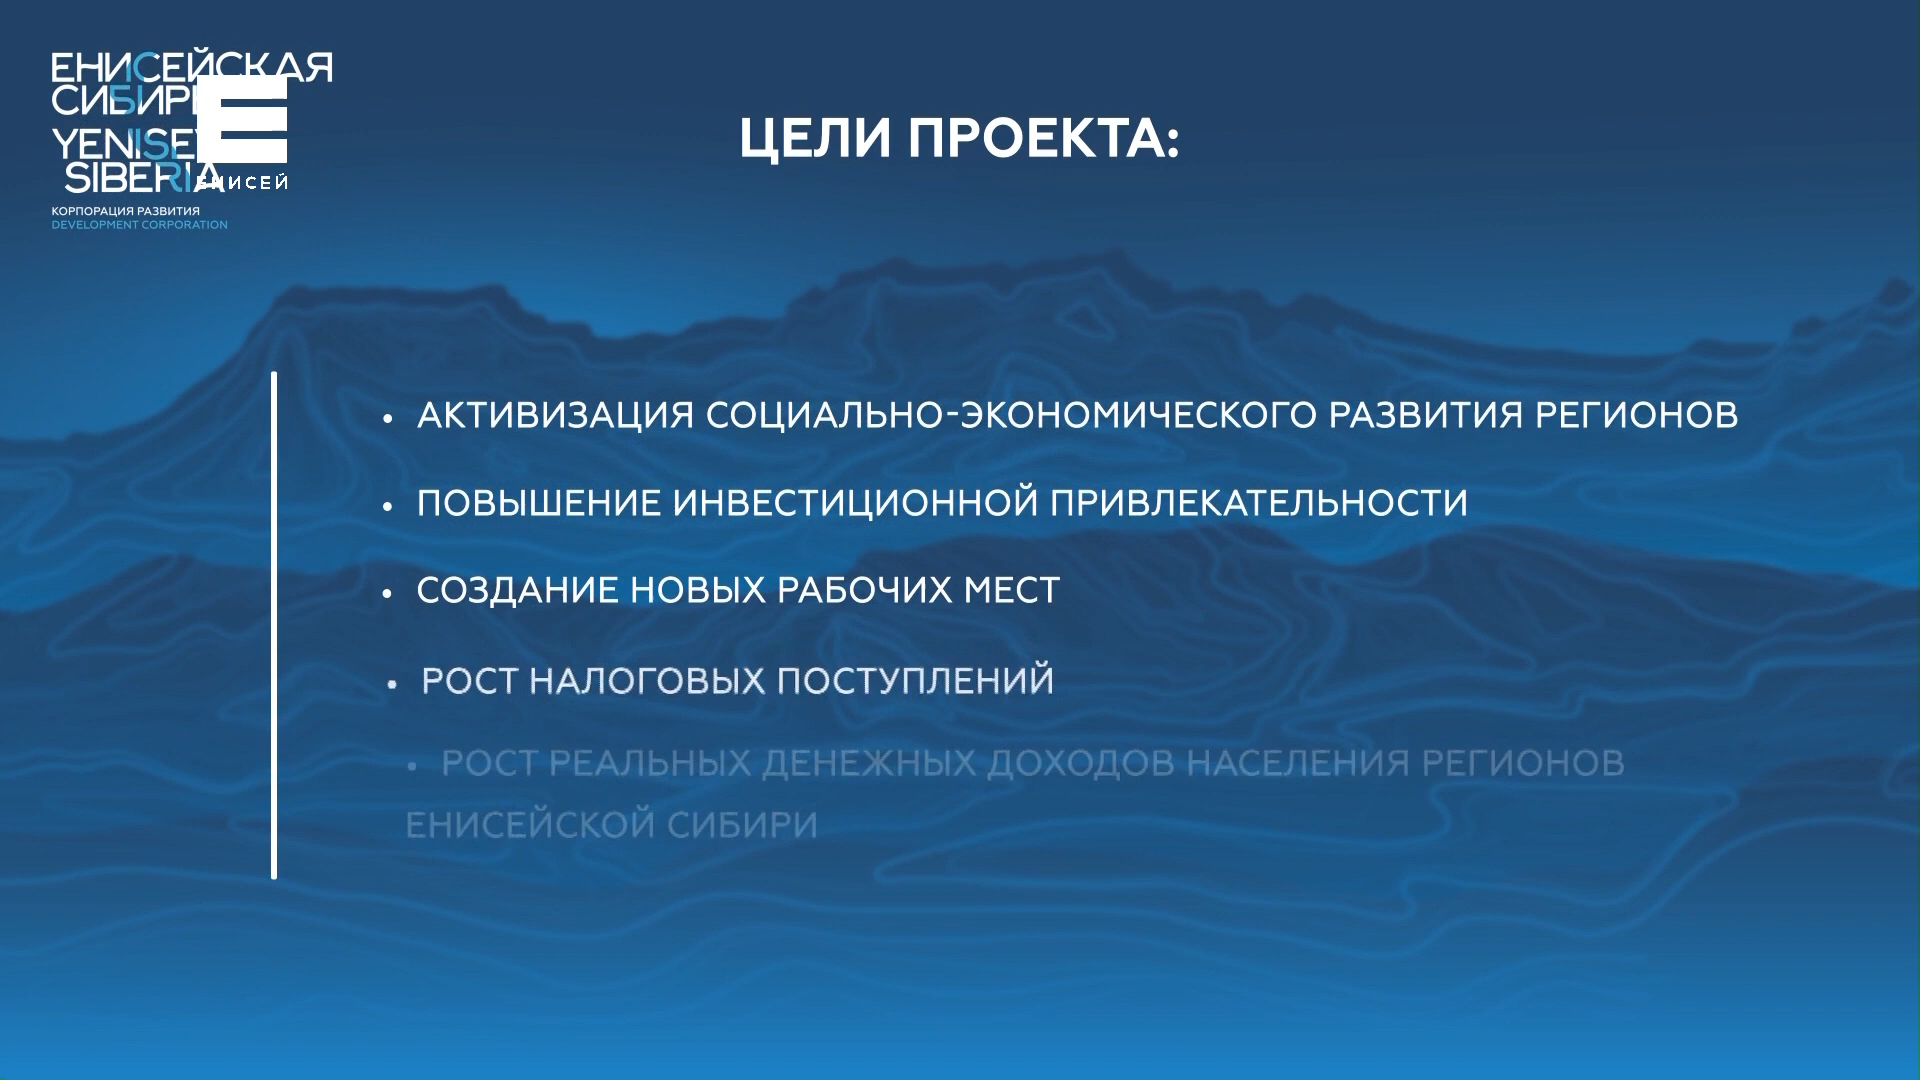 ЕНИСЕЙСКАЯ
СИБИРЬ
YENISEY
SIBERIA
КОРПОРАЦИЯ РАЗВИТИЯ
DEVELOPMENT CORPORATION
Е
ЕНИСЕЙ
ЦЕЛИ ПРОЕКТА:
• АКТИВИЗАЦИЯ СОЦИАЛЬНО-ЭКОНОМИЧЕСКОГО РАЗВИТИЯ РЕГИОНОВ
• ПОВЫШЕНИЕ ИНВЕСТИЦИОННОЙ ПРИВЛЕКАТЕЛЬНОСТИ
• СОЗДАНИЕ НОВЫХ РАБОЧИХ МЕСТ
• РОСТ НАЛОГОВЫХ ПОСТУПЛЕНИЙ
• РОСТ РЕАЛЬНЫХ ДЕНЕЖНЫХ ДОХОДОВ НАСЕЛЕНИЯ РЕГИОНОВ
ЕНИСЕЙСКОЙ СИБИРИ